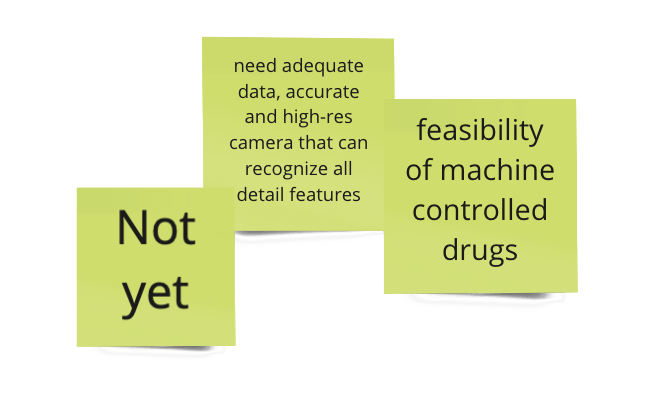 need adequate
data, accurate
and high-res
camera that can
recognize all
detail features
feasibility
of machine
controlled
drugs
Not
yet